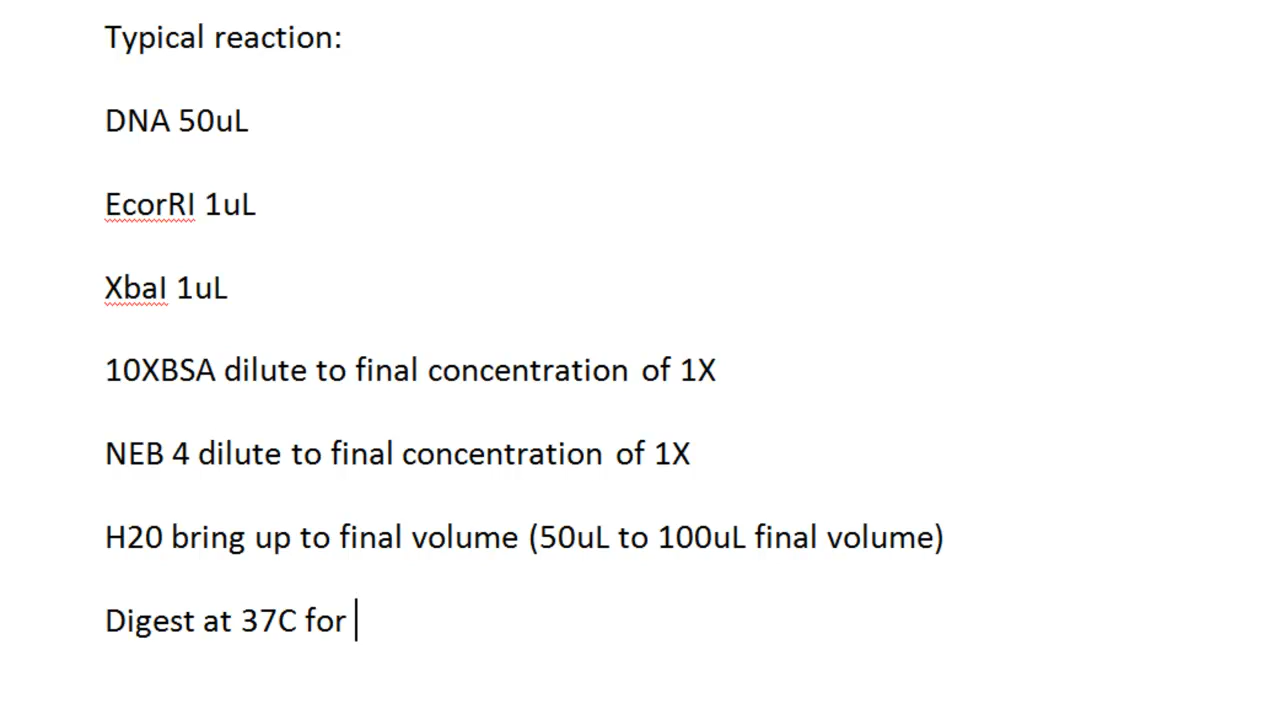 Typical reaction:
DNA 50uL
EcorRI 1uL
XbaI 1uL
10XBSA dilute to final concentration of 1X
NEB 4 dilute to final concentration of 1X
H20 bring up to final volume (50uL to 100uL final volume)
Digest at 37C for